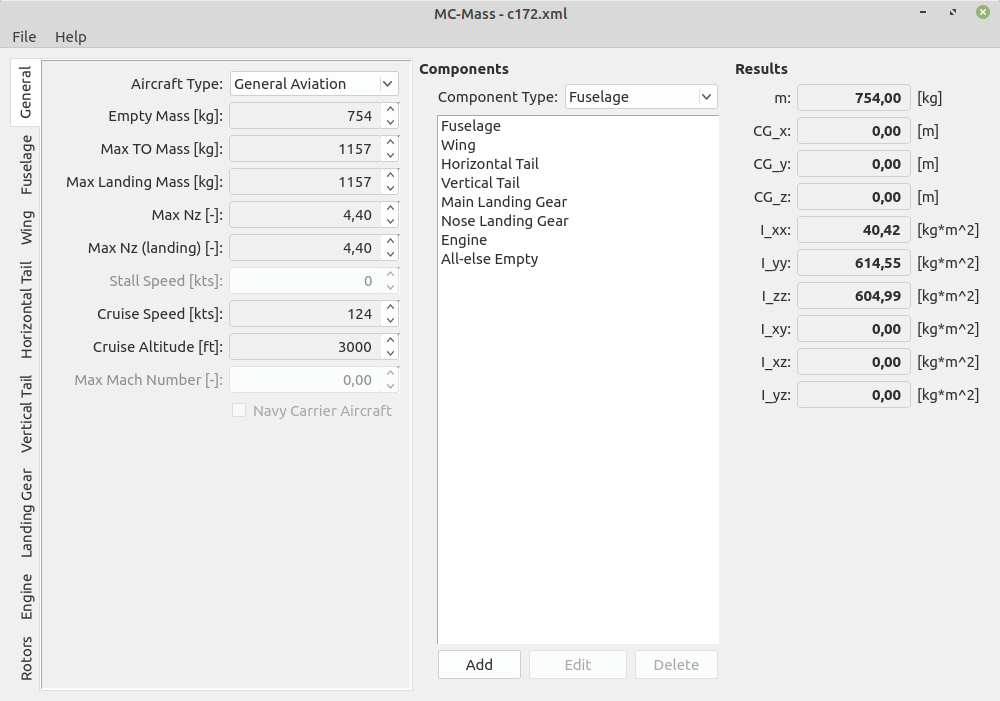 MC-Mass - c172.xml
File Help
General
Fuselage
Wing
Horizontal Tail
Vertical Tail
Landing Gear
Engine
Rotors
Aircraft Type: General Aviation
Empty Mass [kg]: 754
Max TO Mass [kg]: 1157
Max Landing Mass [kg]: 1157
Max Nz [-]: 4,40
Max Nz (landing) [-]: 4,40
Stall Speed [kts]: 0
Cruise Speed [kts]: 124
Cruise Altitude [ft]: 3000
Max Mach Number [-]: 0,00
Navy Carrier Aircraft
Components
Component Type: Fuselage
Fuselage
Wing
Horizontal Tail
Vertical Tail
Main Landing Gear
Nose Landing Gear
Engine
All-else Empty
Add Edit Delete
Results
m: 754,00 [kg]
CG_x: 0,00 [m]
CG_y: 0,00 [m]
CG_z: 0,00 [m]
I_xx: 40,42 [kg*m^2]
I_yy: 614,55 [kg*m^2]
I_zz: 604,99 [kg*m^2]
I_xy: 0,00 [kg*m^2]
I_xz: 0,00 [kg*m^2]
I_yz: 0,00 [kg*m^2]